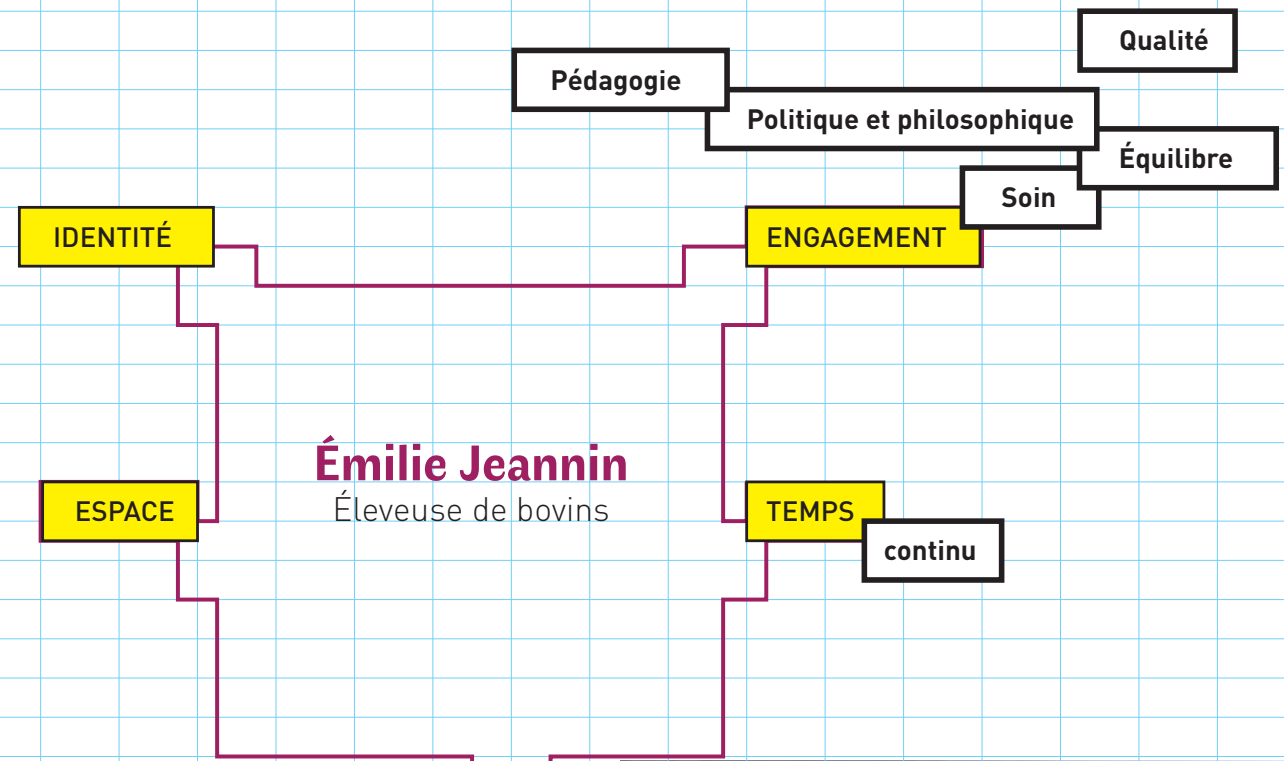 Qualité
Pédagogie
Politique et philosophique
Équilibre
Soin
IDENTITÉ
ENGAGEMENT
Émilie Jeannin
Éleveuse de bovins
ESPACE
TEMPS
continu